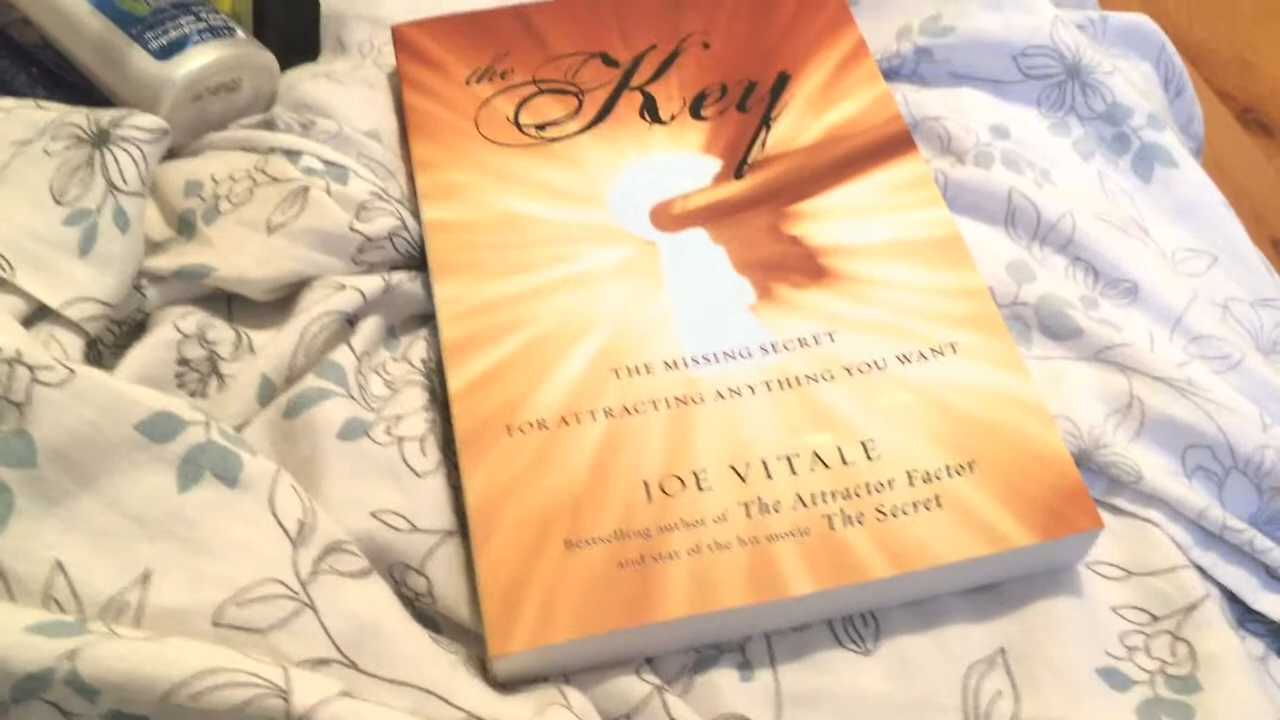 the Key
THE MISSING SECRET
FOR ATTRACTING ANYTHING YOU WANT
JOE VITALE
Bestselling author of The Attractor Factor
and star of the hit movie The Secret